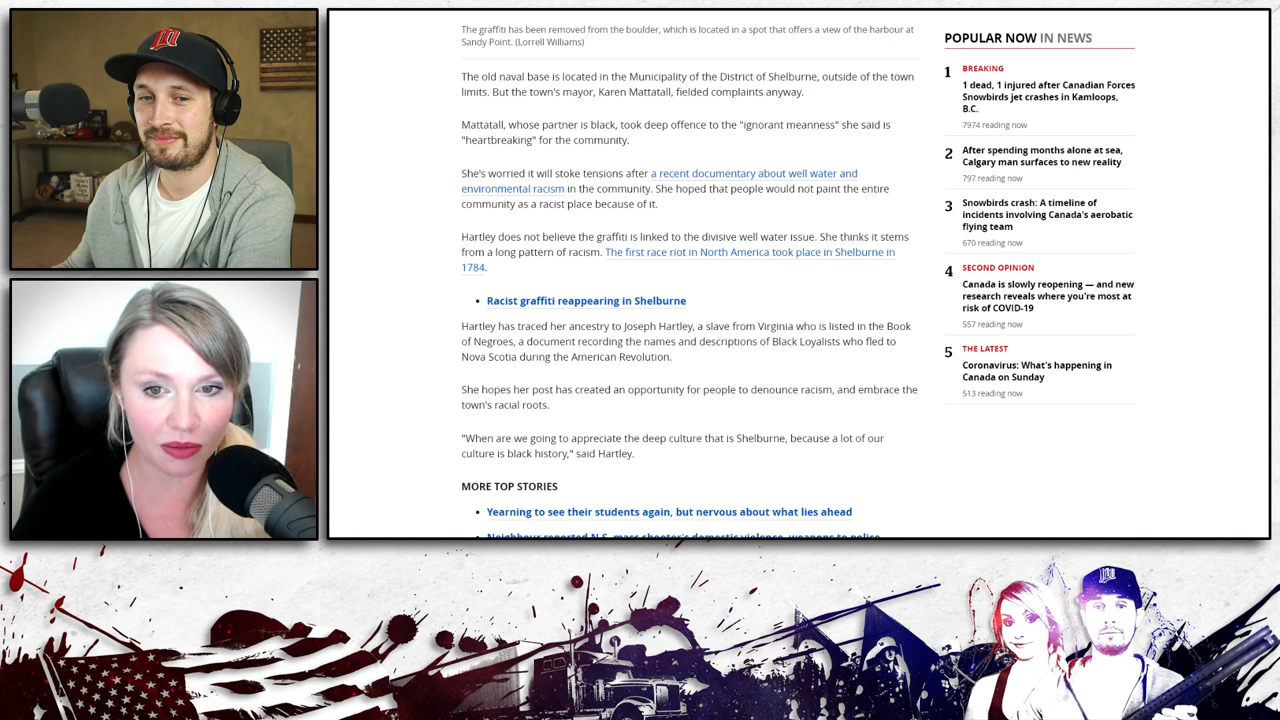 The graffiti has been removed from the boulder, which is located in a spot that offers a view of the harbour at
Sandy Point. (Lorrell Williams)
The old naval base is located in the Municipality of the District of Shelburne, outside of the town
limits. But the town's mayor, Karen Mattatall, fielded complaints anyway.
Mattatall, whose partner is black, took deep offence to the "ignorant meanness" she said is
"heartbreaking" for the community.
She's worried it will stoke tensions after a recent documentary about well water and
environmental racism in the community. She hoped that people would not paint the entire
community as a racist place because of it.
Hartley does not believe the graffiti is linked to the divisive well water issue. She thinks it stems
from a long pattern of racism. The first race riot in North America took place in Shelburne in
1784.
• Racist graffiti reappearing in Shelburne
Hartley has traced her ancestry to Joseph Hartley, a slave from Virginia who is listed in the Book
of Negroes, a document recording the names and descriptions of Black Loyalists who fled to
Nova Scotia during the American Revolution.
She hopes her post has created an opportunity for people to denounce racism, and embrace the
town's racial roots.
"When are we going to appreciate the deep culture that is Shelburne, because a lot of our
culture is black history," said Hartley.
MORE TOP STORIES
• Yearning to see their students again, but nervous about what lies ahead
• Neighbour reported N.S. mass shooter's domestic violence, weapons to police
POPULAR NOW IN NEWS
1 BREAKING
1 dead, 1 injured after Canadian Forces
Snowbirds jet crashes in Kamloops,
B.C.
7974 reading now
2 After spending months alone at sea,
Calgary man surfaces to new reality
797 reading now
3 Snowbirds crash: A timeline of
incidents involving Canada's aerobatic
flying team
670 reading now
4 SECOND OPINION
Canada is slowly reopening — and new
research reveals where you're most at
risk of COVID-19
557 reading now
5 THE LATEST
Coronavirus: What's happening in
Canada on Sunday
513 reading now